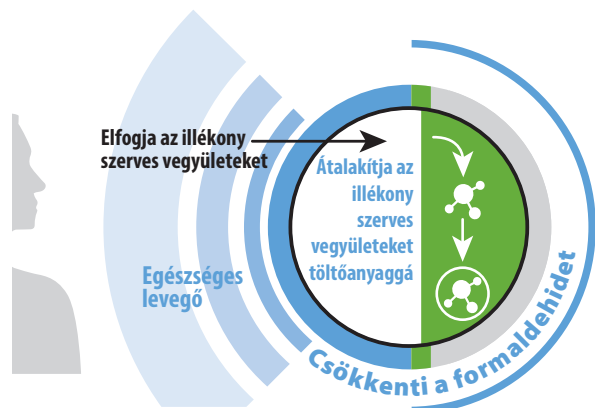 Elfogja az illékony
szerves vegyületeket
Átalakítja az
illékony
szerves
vegyületeket
töltőanyaggá
Egészséges
levegő
Csökkenti a formaldehidet